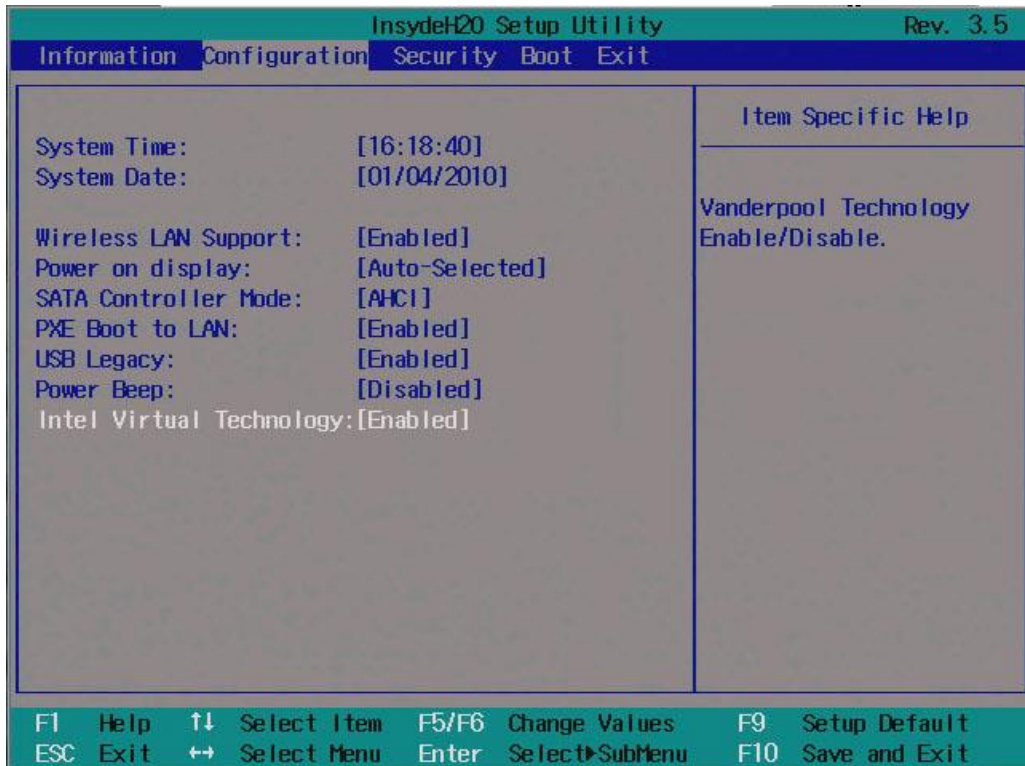 InsydeH20 Setup Utility Rev. 3.5
Information Configuration Security Boot Exit
Item Specific Help
System Time: [16:18:40]
System Date: [01/04/2010]
Wireless LAN Support: [Enabled]
Power on display: [Auto-Selected]
SATA Controller Mode: [AHCI]
PXE Boot to LAN: [Enabled]
USB Legacy: [Enabled]
Power Beep: [Disabled]
Intel Virtual Technology:[Enabled]
Vanderpool Technology
Enable/Disable.
F1 Help ↑↓ Select Item F5/F6 Change Values F9 Setup Default
ESC Exit ↔ Select Menu Enter Select▶SubMenu F10 Save and Exit